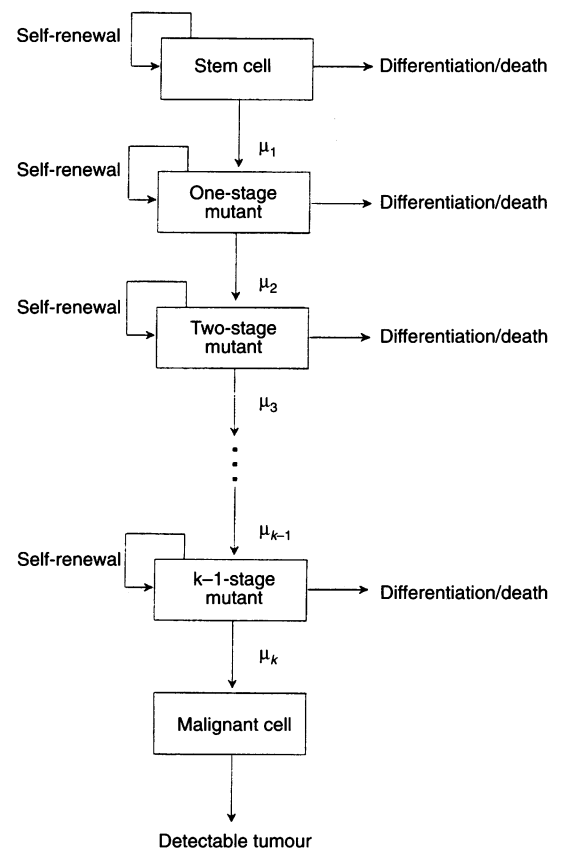 Self-renewal
Stem cell
Differentiation/death
μ1
Self-renewal
One-stage
mutant
Differentiation/death
μ2
Self-renewal
Two-stage
mutant
Differentiation/death
μ3
μk–1
Self-renewal
k–1-stage
mutant
Differentiation/death
μk
Malignant cell
Detectable tumour